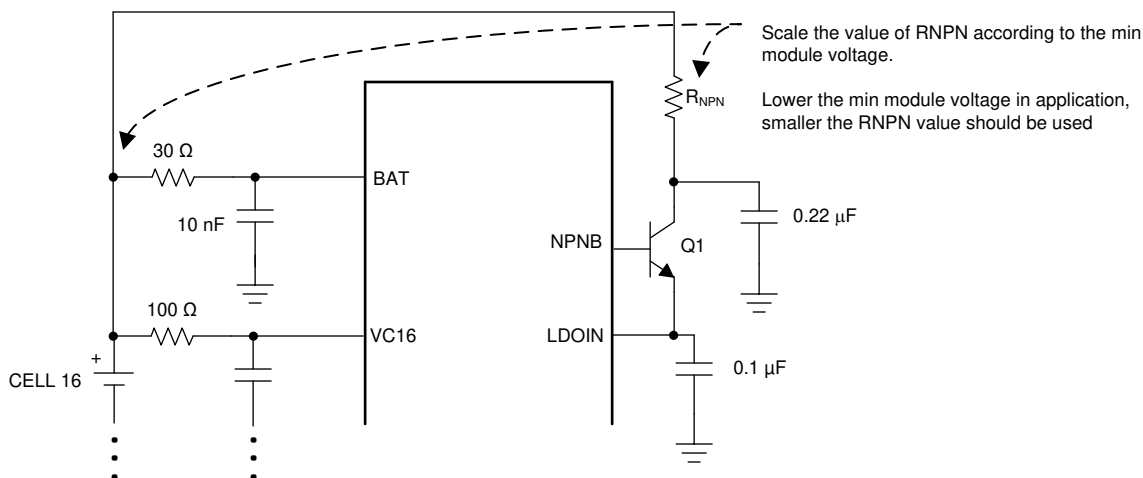 Scale the value of RNPN according to the min
module voltage.
Lower the min module voltage in application,
smaller the RNPN value should be used
RNPN
30 Ω
BAT
10 nF
0.22 µF
NPNB
Q1
100 Ω
VC16
LDOIN
+
CELL 16
0.1 µF